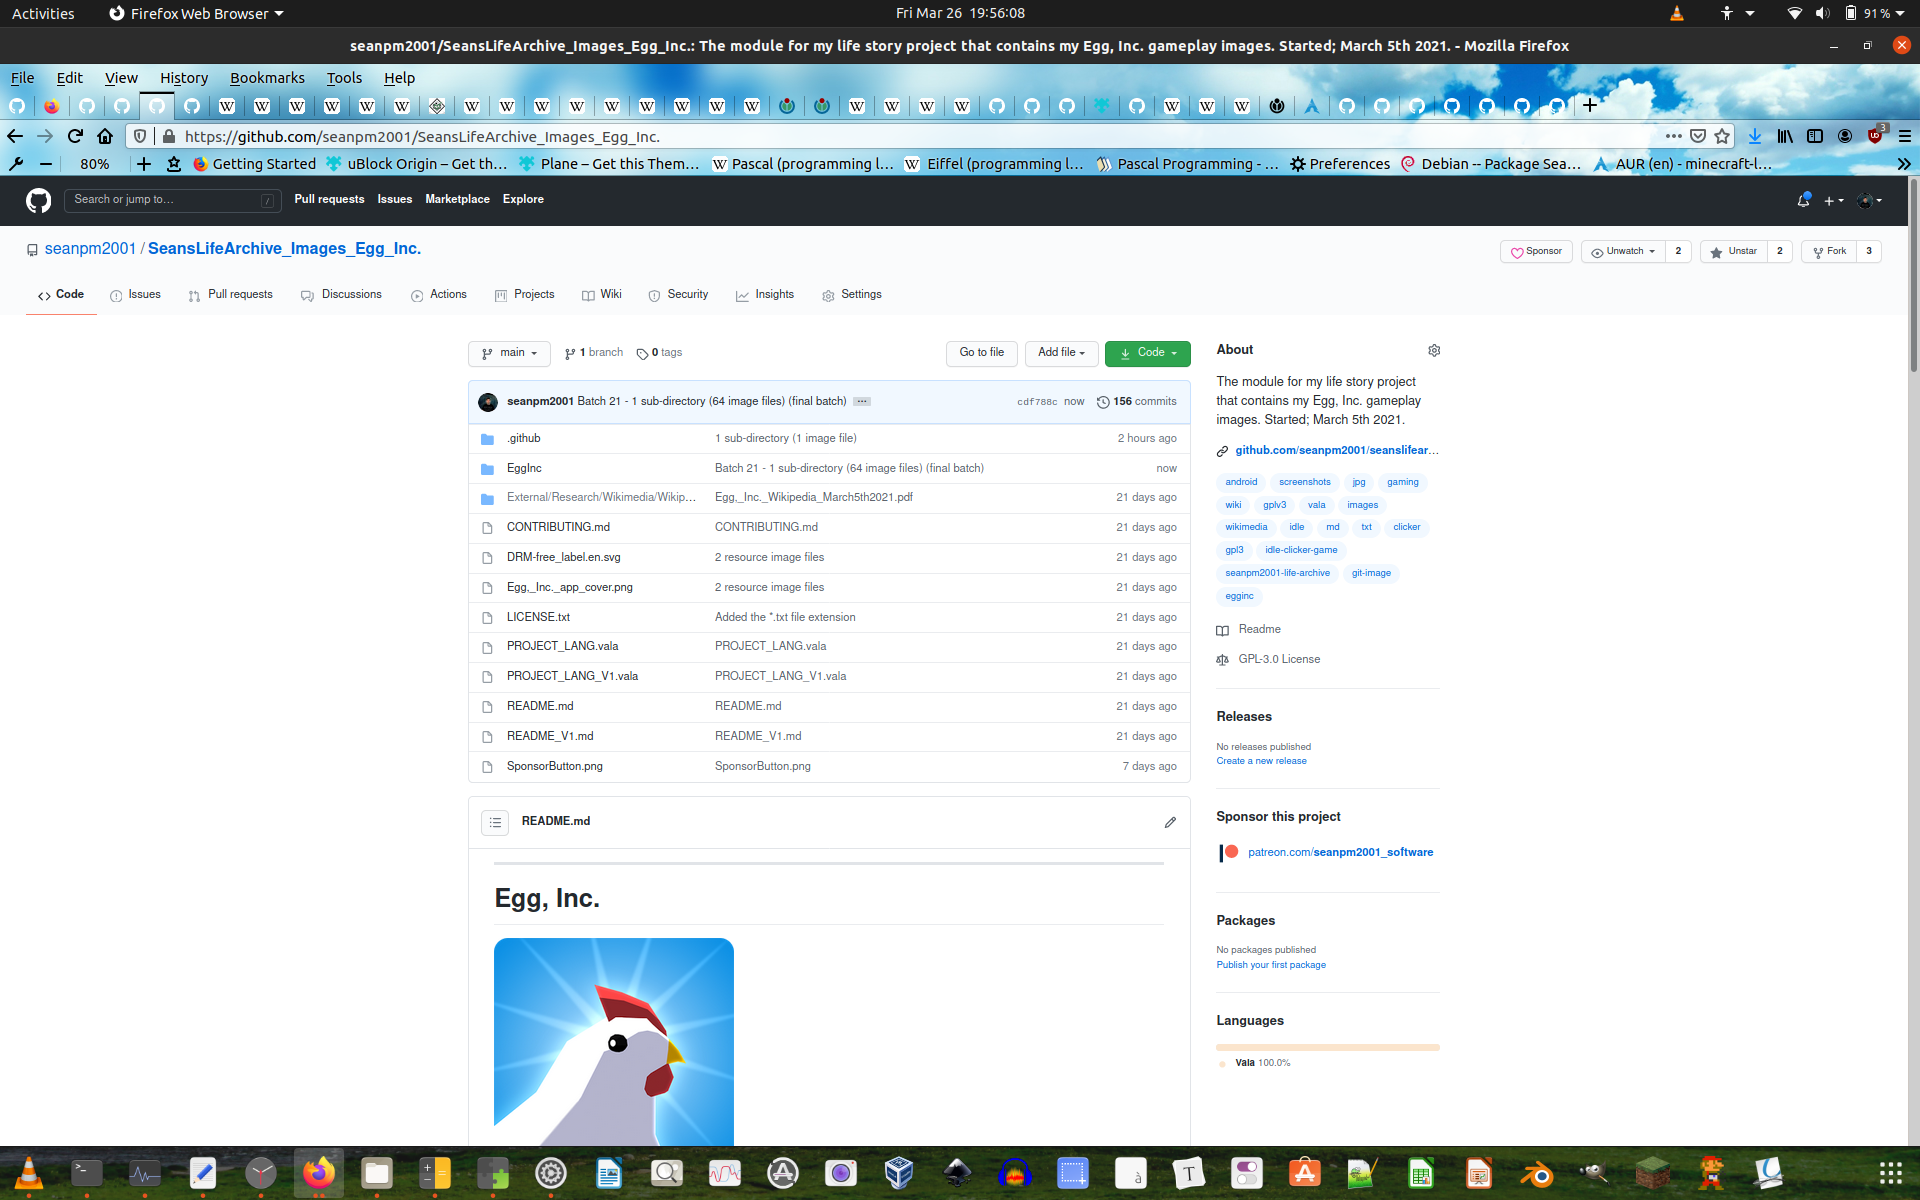 Activities Firefox Web Browser Fri Mar 26 19:56:08 91 %
seanpm2001/SeansLifeArchive_Images_Egg_Inc.: The module for my life story project that contains my Egg, Inc. gameplay images. Started; March 5th 2021. - Mozilla Firefox
File Edit View History Bookmarks Tools Help
https://github.com/seanpm2001/SeansLifeArchive_Images_Egg_Inc. 3
80% Getting Started uBlock Origin – Get th… Plane – Get this Them… Pascal (programming l… Eiffel (programming l… Pascal Programming - … Preferences Debian -- Package Sea… AUR (en) - minecraft-l…
Search or jump to… / Pull requests Issues Marketplace Explore
seanpm2001 / SeansLifeArchive_Images_Egg_Inc. Sponsor Unwatch 2 Unstar 2 Fork 3
Code Issues Pull requests Discussions Actions Projects Wiki Security Insights Settings
main 1 branch 0 tags Go to file Add file Code
seanpm2001 Batch 21 - 1 sub-directory (64 image files) (final batch) … cdf788c now 156 commits
.github 1 sub-directory (1 image file) 2 hours ago
EggInc Batch 21 - 1 sub-directory (64 image files) (final batch) now
External/Research/Wikimedia/Wikip… Egg,_Inc._Wikipedia_March5th2021.pdf 21 days ago
CONTRIBUTING.md CONTRIBUTING.md 21 days ago
DRM-free_label.en.svg 2 resource image files 21 days ago
Egg,_Inc._app_cover.png 2 resource image files 21 days ago
LICENSE.txt Added the *.txt file extension 21 days ago
PROJECT_LANG.vala PROJECT_LANG.vala 21 days ago
PROJECT_LANG_V1.vala PROJECT_LANG_V1.vala 21 days ago
README.md README.md 21 days ago
README_V1.md README_V1.md 21 days ago
SponsorButton.png SponsorButton.png 7 days ago
README.md
Egg, Inc.
About
The module for my life story project
that contains my Egg, Inc. gameplay
images. Started; March 5th 2021.
github.com/seanpm2001/seanslifear…
android screenshots jpg gaming
wiki gplv3 vala images
wikimedia idle md txt clicker
gpl3 idle-clicker-game
seanpm2001-life-archive git-image
egginc
Readme
GPL-3.0 License
Releases
No releases published
Create a new release
Sponsor this project
patreon.com/seanpm2001_software
Packages
No packages published
Publish your first package
Languages
Vala 100.0%